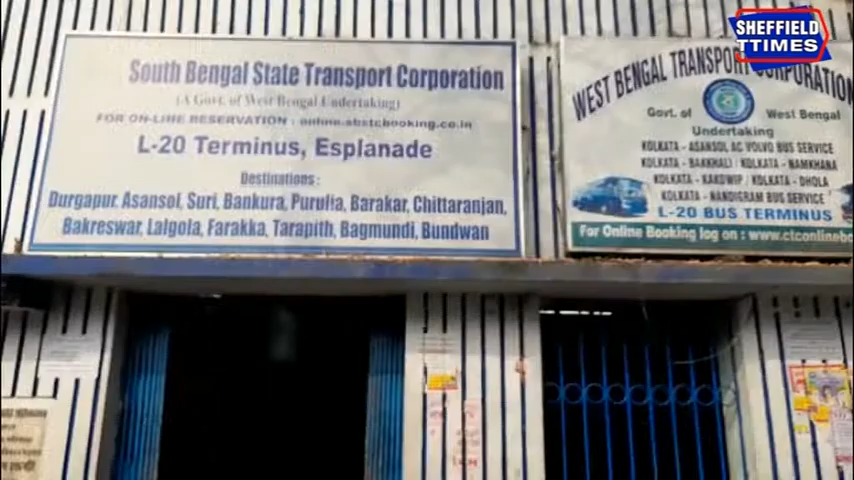 SHEFFIELD
TTIMES
South Bengal State Transport Corporation
(A Govt. of West Bengal Undertaking)
FOR ON-LINE RESERVATION : online.sbstcbooking.co.in
L-20 Terminus, Esplanade
Destinations :
Durgapur, Asansol, Suri, Bankura, Purulia, Barakar, Chittaranjan,
Bakreswar, Lalgola, Farakka, Tarapith, Bagmundi, Bundwan
WEST BENGAL TRANSPORT CORPORATION
Govt. of West Bengal
Undertaking
KOLKATA - ASANSOL AC VOLVO BUS SERVICE
KOLKATA - BAKKHALI KOLKATA - NAMKHANA
KOLKATA - KAKDWIP KOLKATA - DHOLA
KOLKATA - NANDIGRAM BUS SERVICE
L-20 BUS TERMINUS
For Online Booking log on : www.ctconlinebo